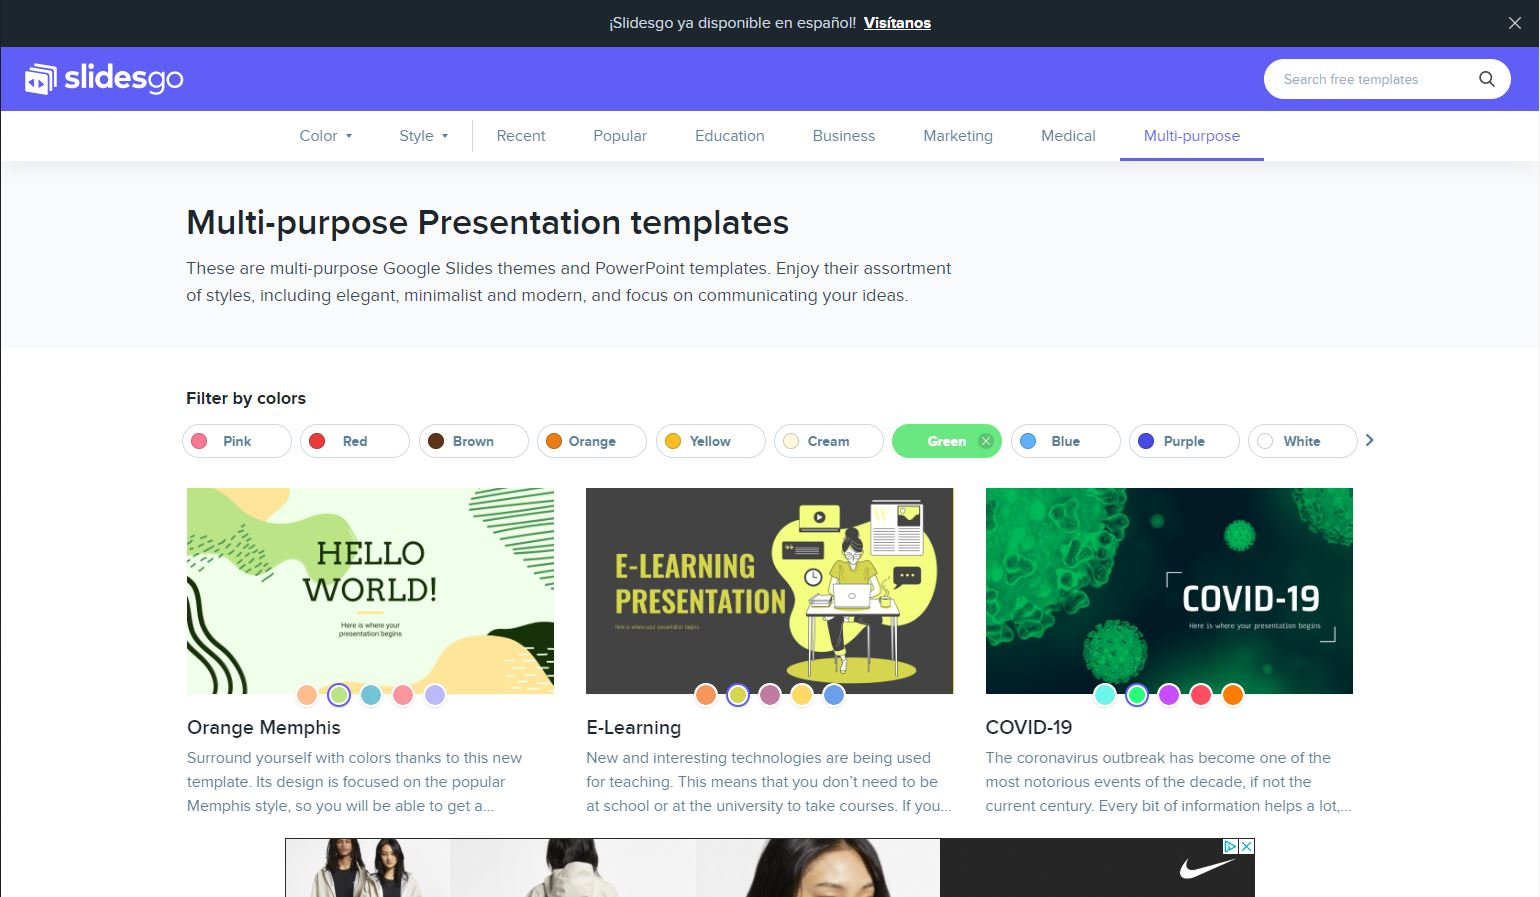 ¡Slidesgo ya disponible en español! Visítanos
slidesgo
Search free templates
Color
Style
Recent
Popular
Education
Business
Marketing
Medical
Multi-purpose
Multi-purpose Presentation templates
These are multi-purpose Google Slides themes and PowerPoint templates. Enjoy their assortment
of styles, including elegant, minimalist and modern, and focus on communicating your ideas.
Filter by colors
Pink
Red
Brown
Orange
Yellow
Cream
Green
Blue
Purple
White
HELLO
WORLD!
Here is where your
presentation begins
E-LEARNING
PRESENTATION
Here is where your presentation begins
W
COVID-19
Here is where your presentation begins
Orange Memphis
Surround yourself with colors thanks to this new
template. Its design is focused on the popular
Memphis style, so you will be able to get a...
E-Learning
New and interesting technologies are being used
for teaching. This means that you don’t need to be
at school or at the university to take courses. If you...
COVID-19
The coronavirus outbreak has become one of the
most notorious events of the decade, if not the
current century. Every bit of information helps a lot,...